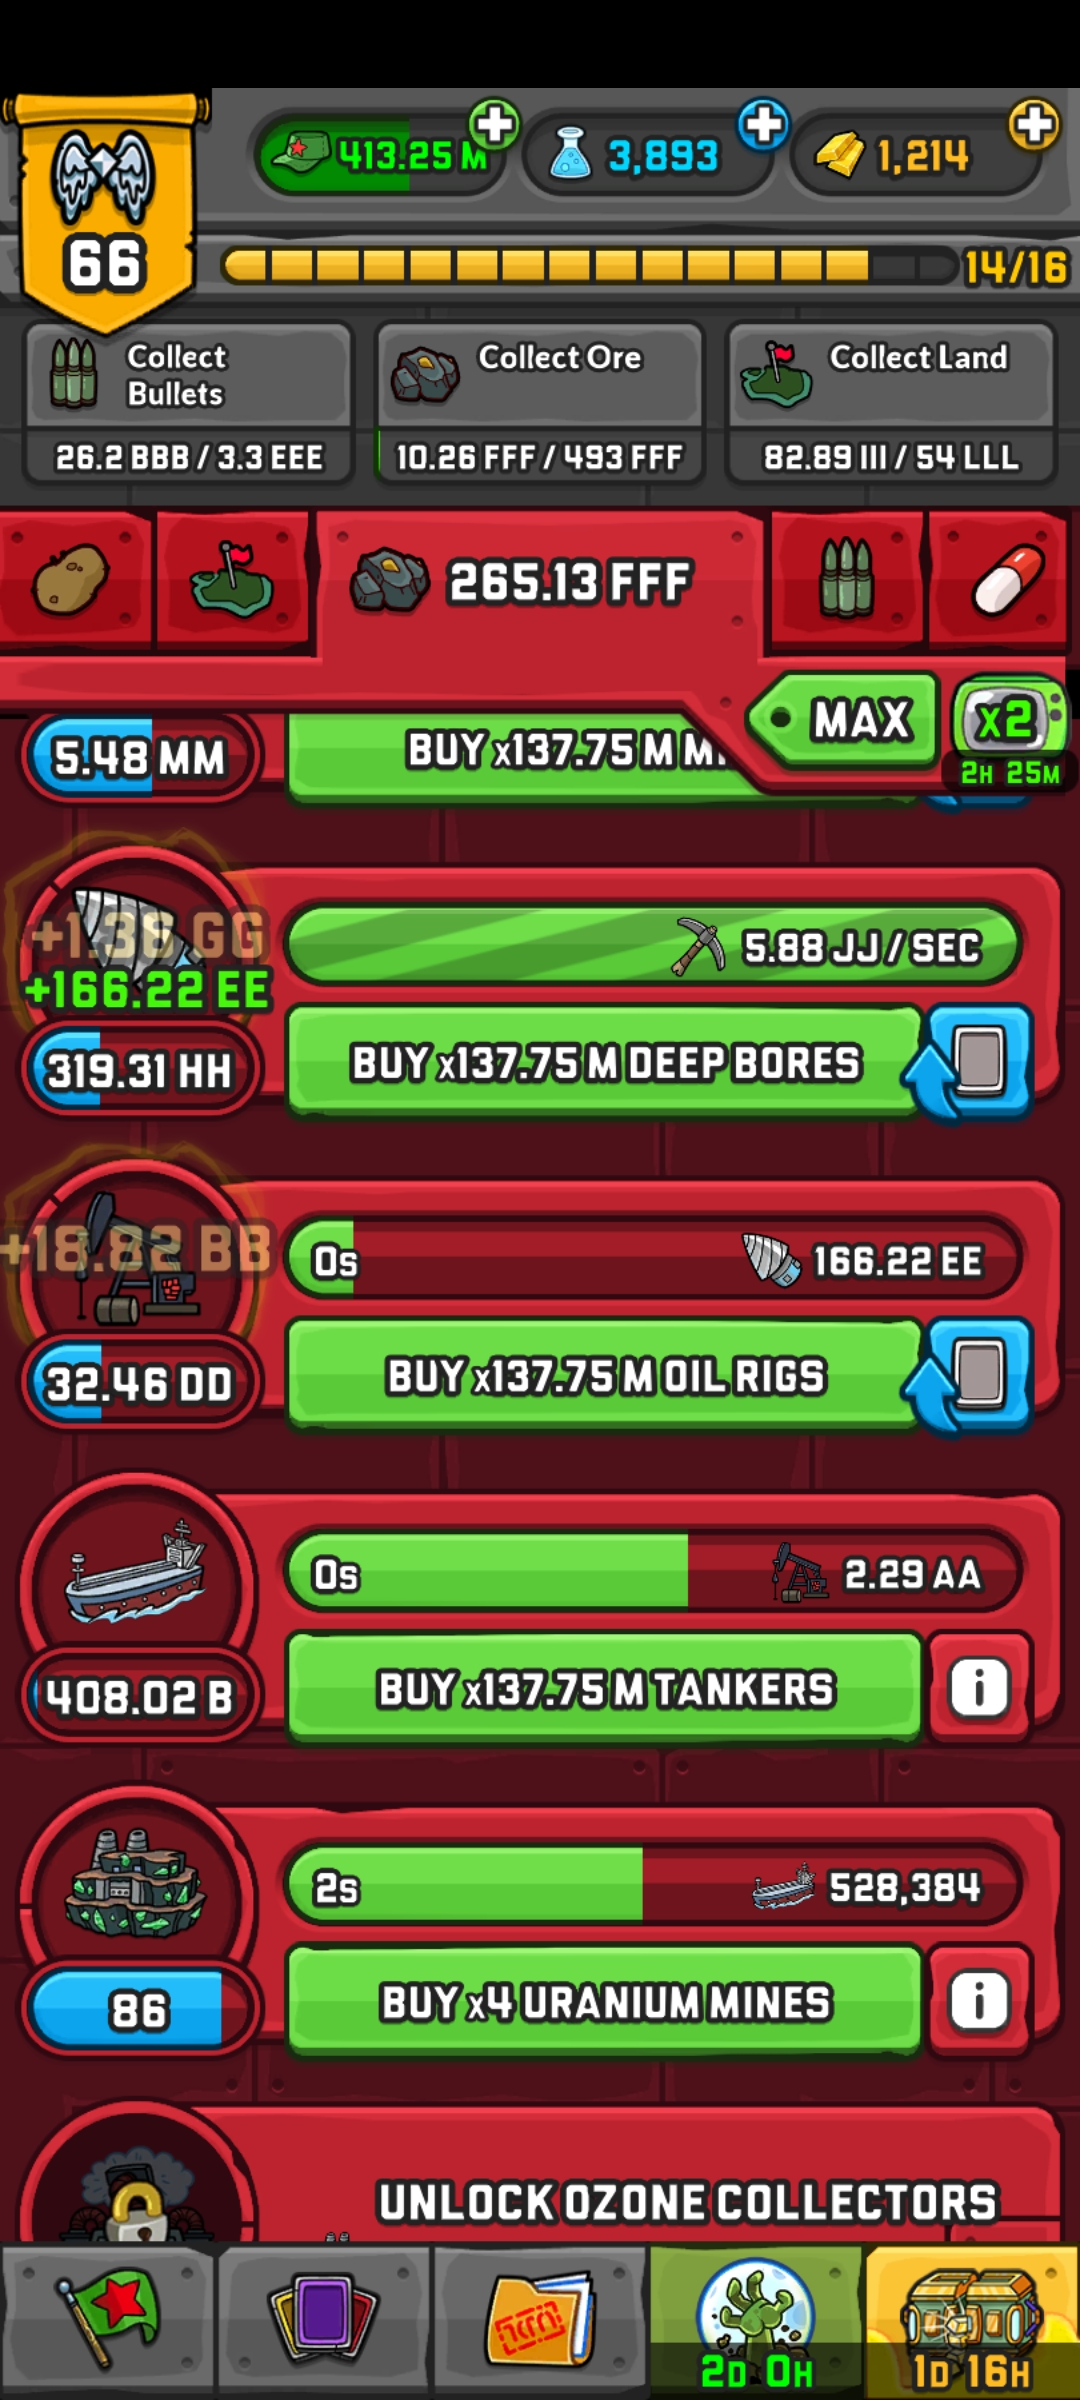 413.25 M
3,893
1,214
66
14/16
Collect
Bullets
26.2 BBB / 3.3 EEE
Collect Ore
10.26 FFF / 493 FFF
Collect Land
82.89 III / 54 LLL
265.13 FFF
MAX
x2
2H 25M
5.48 MM
BUY x137.75 M
+1.38 GG
+166.22 EE
5.88 JJ / SEC
319.31 HH
BUY x137.75 M DEEP BORES
+18.82 BB
0s
166.22 EE
32.46 DD
BUY x137.75 M OIL RIGS
0s
2.29 AA
408.02 B
BUY x137.75 M TANKERS
i
2s
528,384
86
BUY x4 URANIUM MINES
i
UNLOCK OZONE COLLECTORS
2D 0H
1D 16H